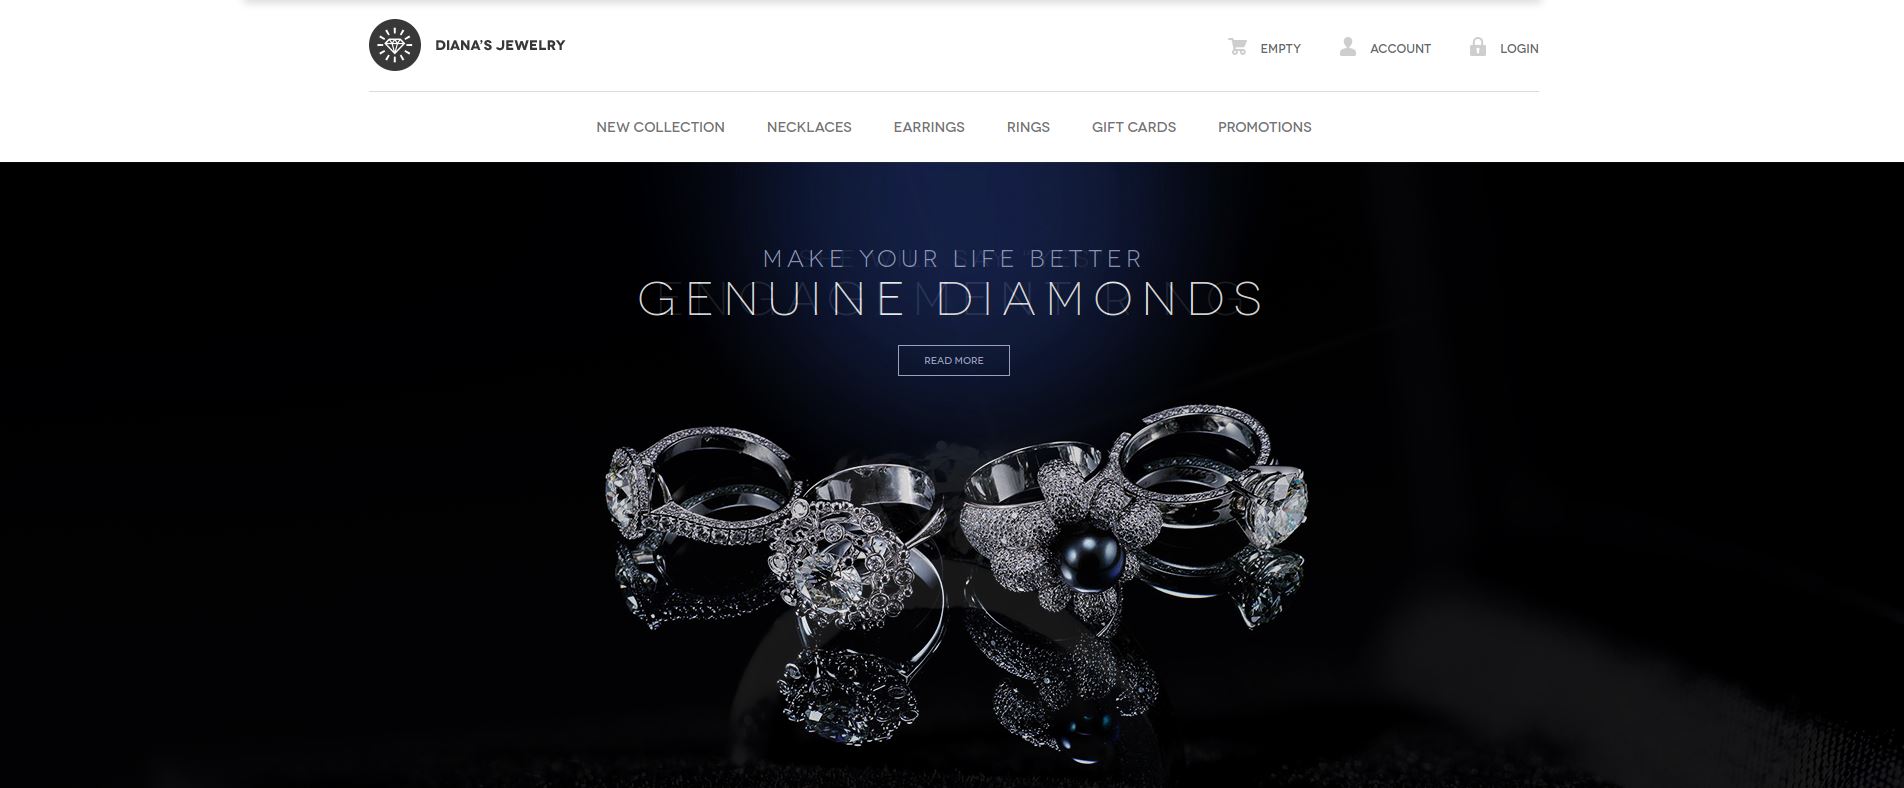 DIANA'S JEWELRY
EMPTY
ACCOUNT
LOGIN
NEW COLLECTION
NECKLACES
EARRINGS
RINGS
GIFT CARDS
PROMOTIONS
MAKE YOUR LIFE BETTER
GENUINE DIAMONDS
READ MORE